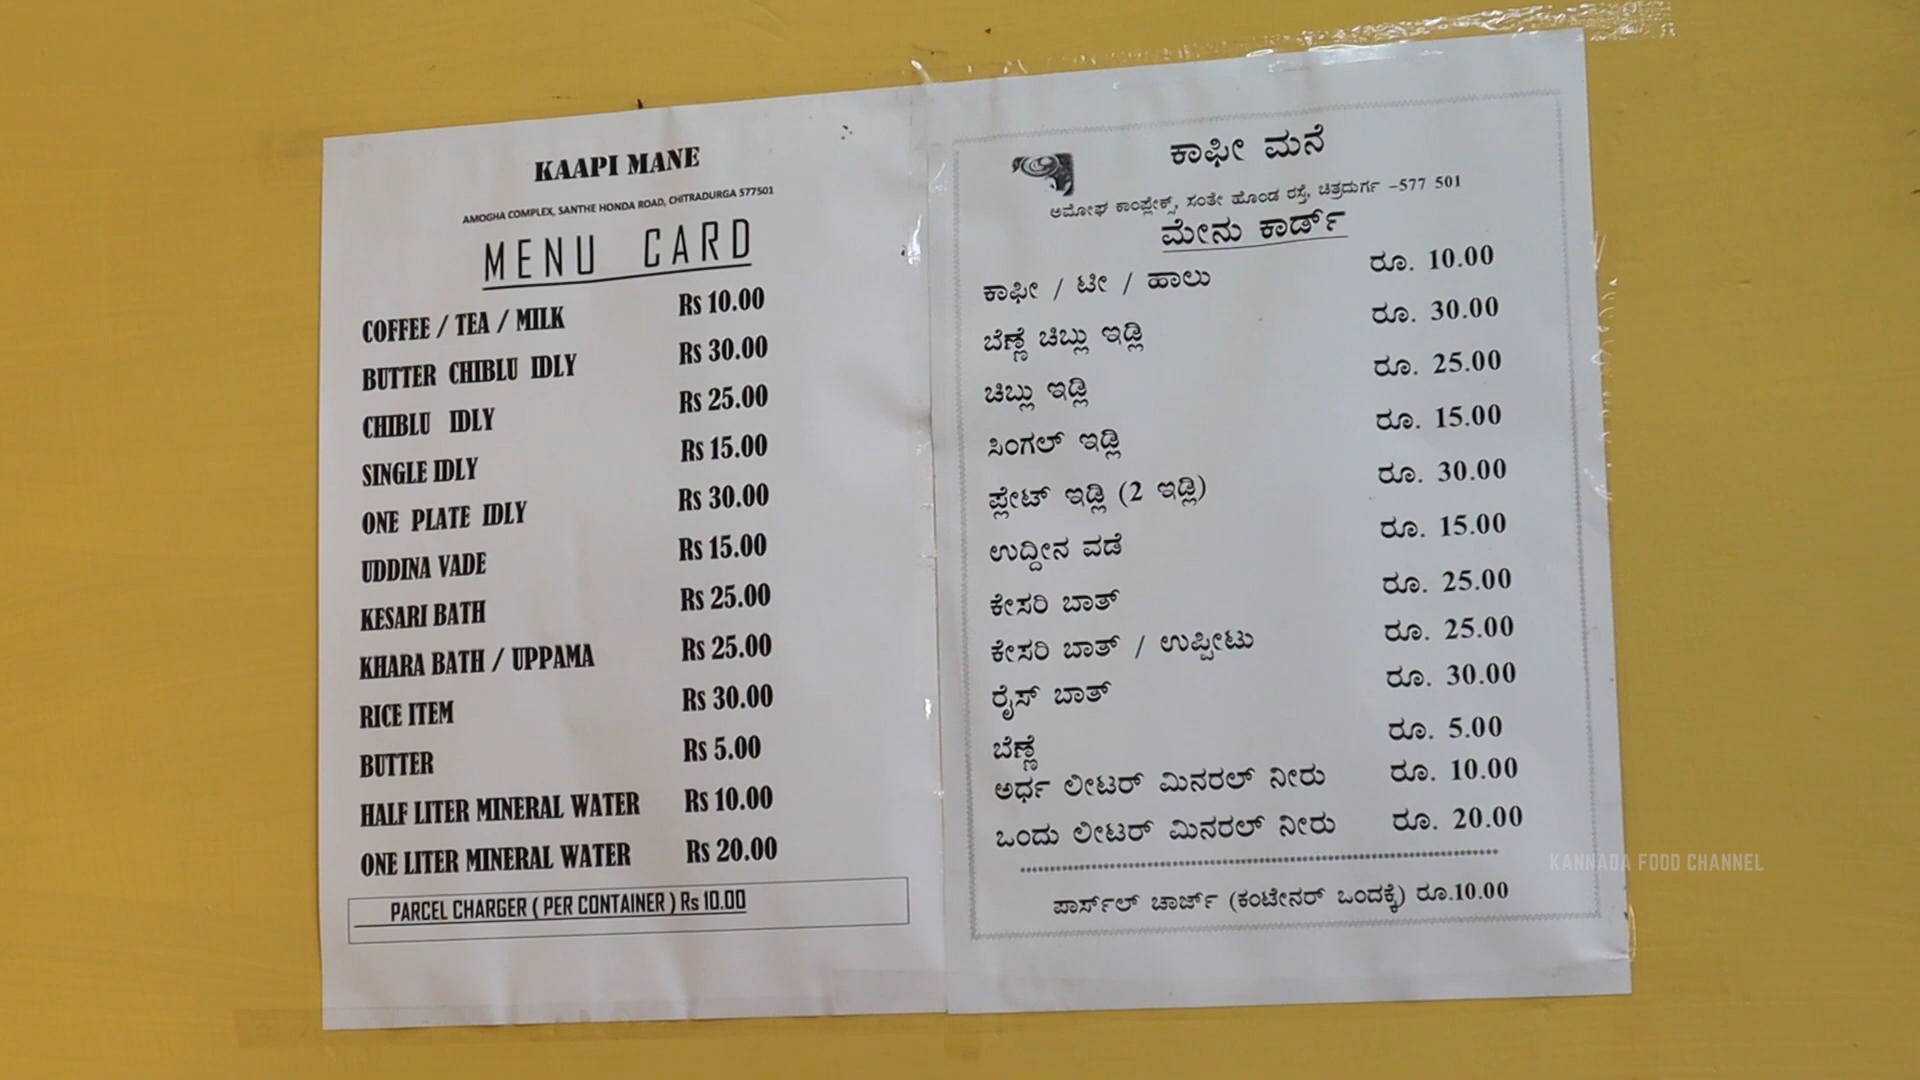 KAAPI MANE
AMOGHA COMPLEX, SANTHE HONDA ROAD, CHITRADURGA 577501
MENU CARD
COFFEE / TEA / MILK Rs 10.00
BUTTER CHIBLU IDLY Rs 30.00
CHIBLU IDLY Rs 25.00
SINGLE IDLY Rs 15.00
ONE PLATE IDLY Rs 30.00
UDDINA VADE Rs 15.00
KESARI BATH Rs 25.00
KHARA BATH / UPPAMA Rs 25.00
RICE ITEM Rs 30.00
BUTTER Rs 5.00
HALF LITER MINERAL WATER Rs 10.00
ONE LITER MINERAL WATER Rs 20.00
PARCEL CHARGER ( PER CONTAINER ) Rs 10.00
ಕಾಫೀ ಮನೆ
ಅಮೋಘ ಕಾಂಪ್ಲೇಕ್ಸ್, ಸಂತೇ ಹೊಂಡ ರಸ್ತೆ, ಚಿತ್ರದುರ್ಗ -577 501
ಮೇನು ಕಾರ್ಡ್
ಕಾಫೀ / ಟೀ / ಹಾಲು ರೂ. 10.00
ಬೆಣ್ಣೆ ಚಿಬ್ಲು ಇಡ್ಲಿ ರೂ. 30.00
ಚಿಬ್ಲು ಇಡ್ಲಿ ರೂ. 25.00
ಸಿಂಗಲ್ ಇಡ್ಲಿ ರೂ. 15.00
ಪ್ಲೇಟ್ ಇಡ್ಲಿ (2 ಇಡ್ಲಿ) ರೂ. 30.00
ಉದ್ದೀನ ವಡೆ ರೂ. 15.00
ಕೇಸರಿ ಬಾತ್ ರೂ. 25.00
ಕೇಸರಿ ಬಾತ್ / ಉಪ್ಪೀಟು ರೂ. 25.00
ರೈಸ್ ಬಾತ್ ರೂ. 30.00
ಬೆಣ್ಣೆ ರೂ. 5.00
ಅರ್ಧ ಲೀಟರ್ ಮಿನರಲ್ ನೀರು ರೂ. 10.00
ಒಂದು ಲೀಟರ್ ಮಿನರಲ್ ನೀರು ರೂ. 20.00
ಪಾರ್ಸ್‌ಲ್ ಚಾರ್ಜ್ (ಕಂಟೇನರ್ ಒಂದಕ್ಕೆ) ರೂ.10.00
KANNADA FOOD CHANNEL